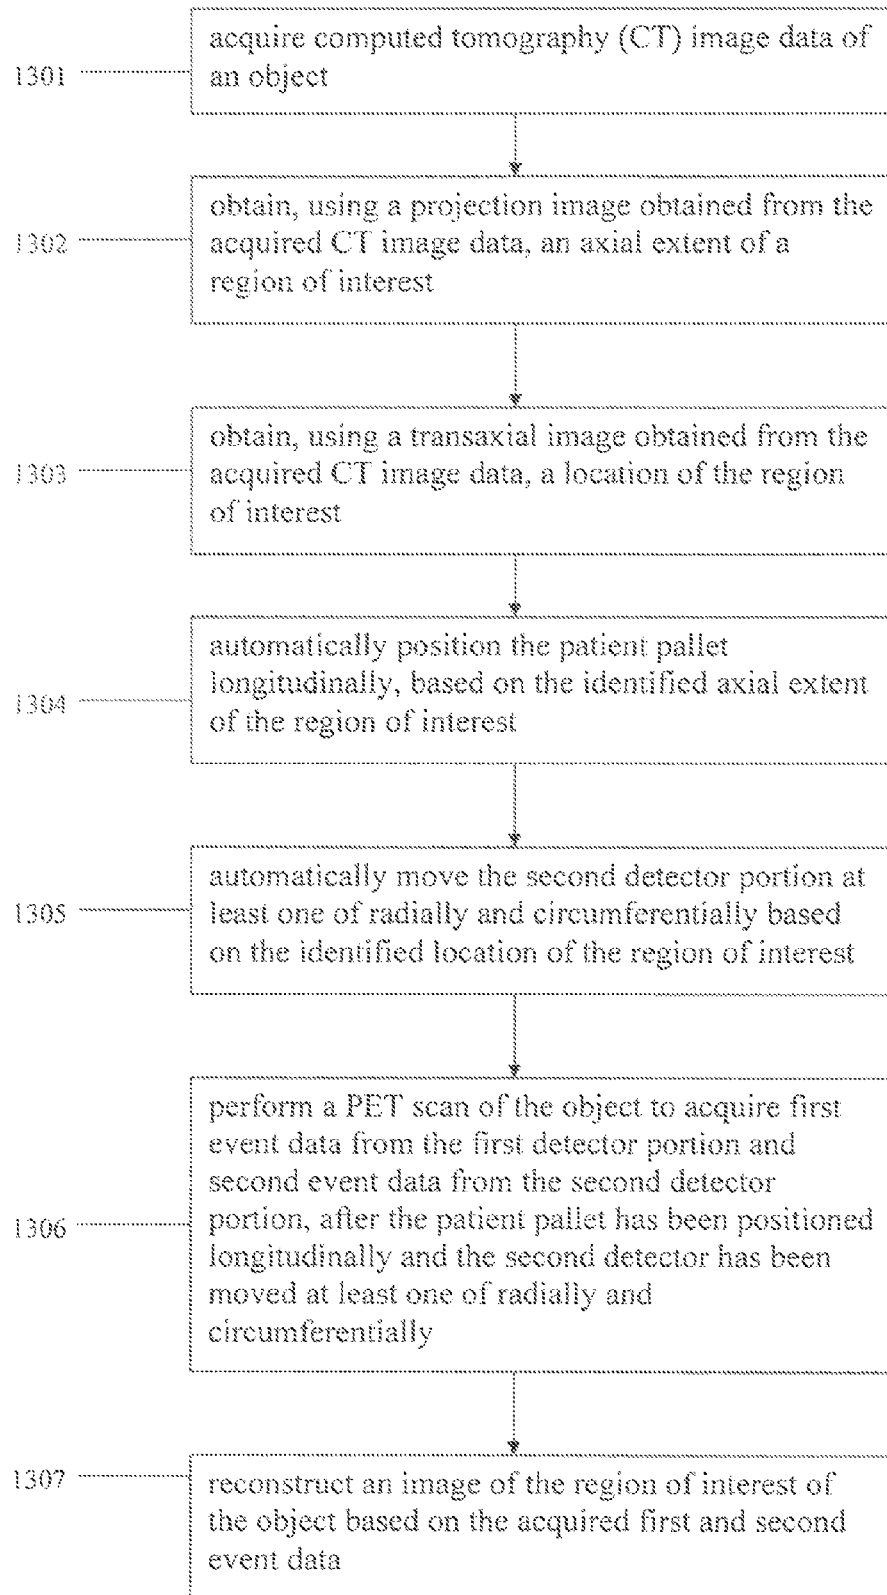 acquire computed tomography (CT) image data of
1301
an object
obtain, using a projection image obtained from the
1302
acquired CT image data, an axial extent of a
region of interest
obtain, using a transaxial image obtained from the
1303
acquired CT image data, a location of the region
of interest
automatically position the patient pallet
longitudinally, based on the identified axial extent
1304
of the region of interest
automatically move the second detector portion at
1305
least one of radially and circumferentially based
on the identified location of the region of interest
perform a PET scan of the object to acquire first
event data from the first detector portion and
second event data from the second detector
1306
portion, after the patient pallet has been positioned
longitudinally and the second detector has been
moved at least one of radially and
circumferentially
1307
reconstruct an image of the region of interest of
the object based on the acquired first and second
event data